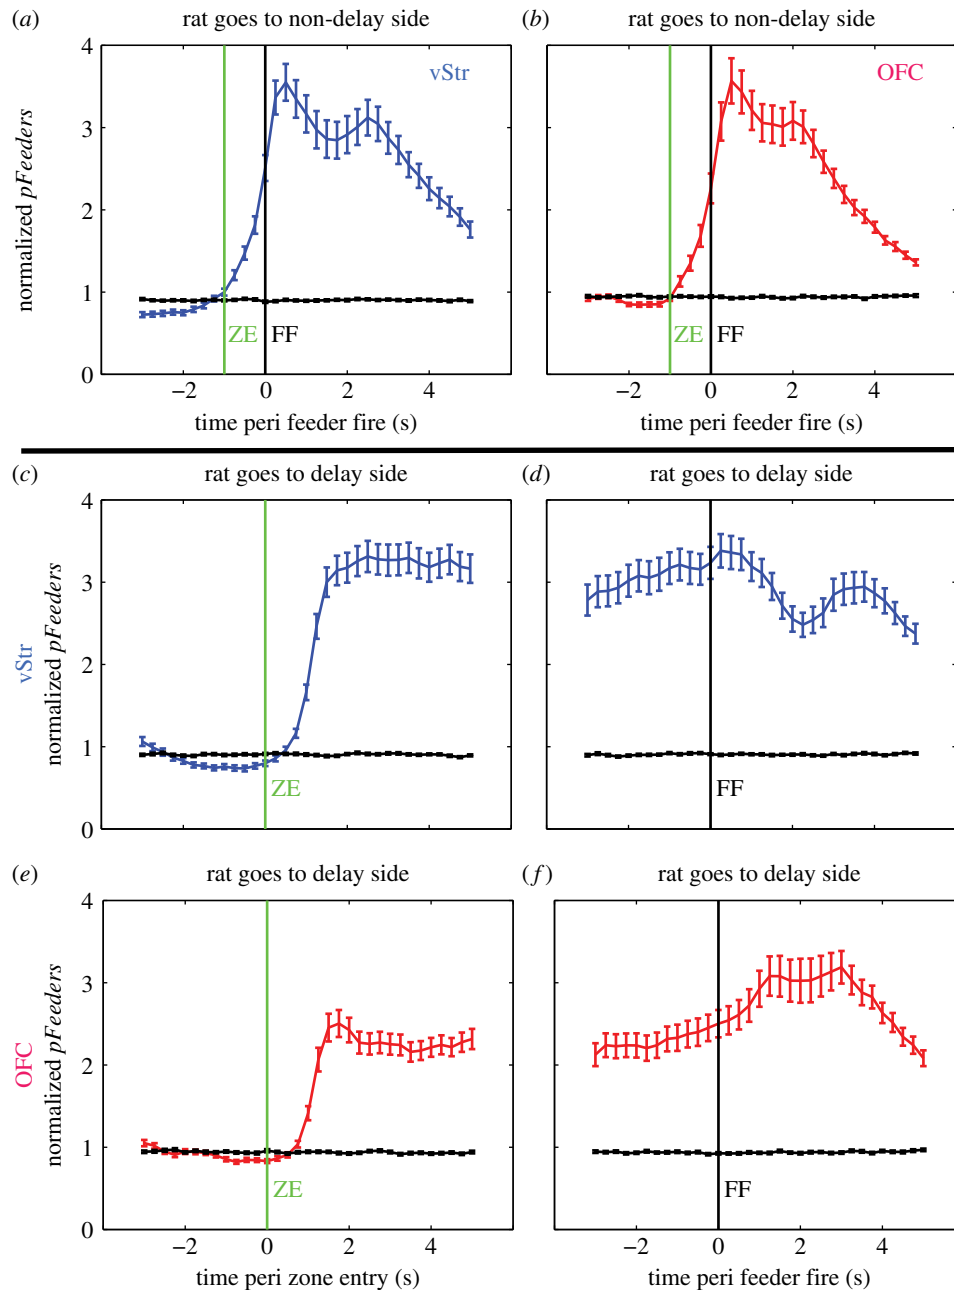 (a) rat goes to non-delay side
(b) rat goes to non-delay side
4
3
2
1
0
normalized pFeeders
vStr
ZE
FF
−2 0 2 4
time peri feeder fire (s)
OFC
ZE
FF
−2 0 2 4
time peri feeder fire (s)
(c) rat goes to delay side
(d) rat goes to delay side
4
3
2
1
0
vStr
normalized pFeeders
ZE
FF
(e) rat goes to delay side
(f) rat goes to delay side
4
3
2
1
0
OFC
normalized pFeeders
ZE
−2 0 2 4
time peri zone entry (s)
FF
−2 0 2 4
time peri feeder fire (s)